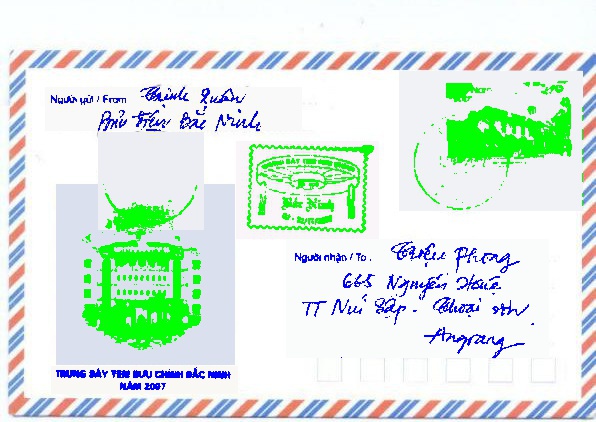 Người gửi / From Trịnh Xuân
Bưu Điện Bắc Ninh
Bắc Ninh
Người nhận / To : Triệu Phong
665 Nguyễn Huệ
TT Núi Sập - Thoại Sơn
Angiang
TRƯNG BÀY TEM BƯU CHÍNH BẮC NINH
NĂM 2007